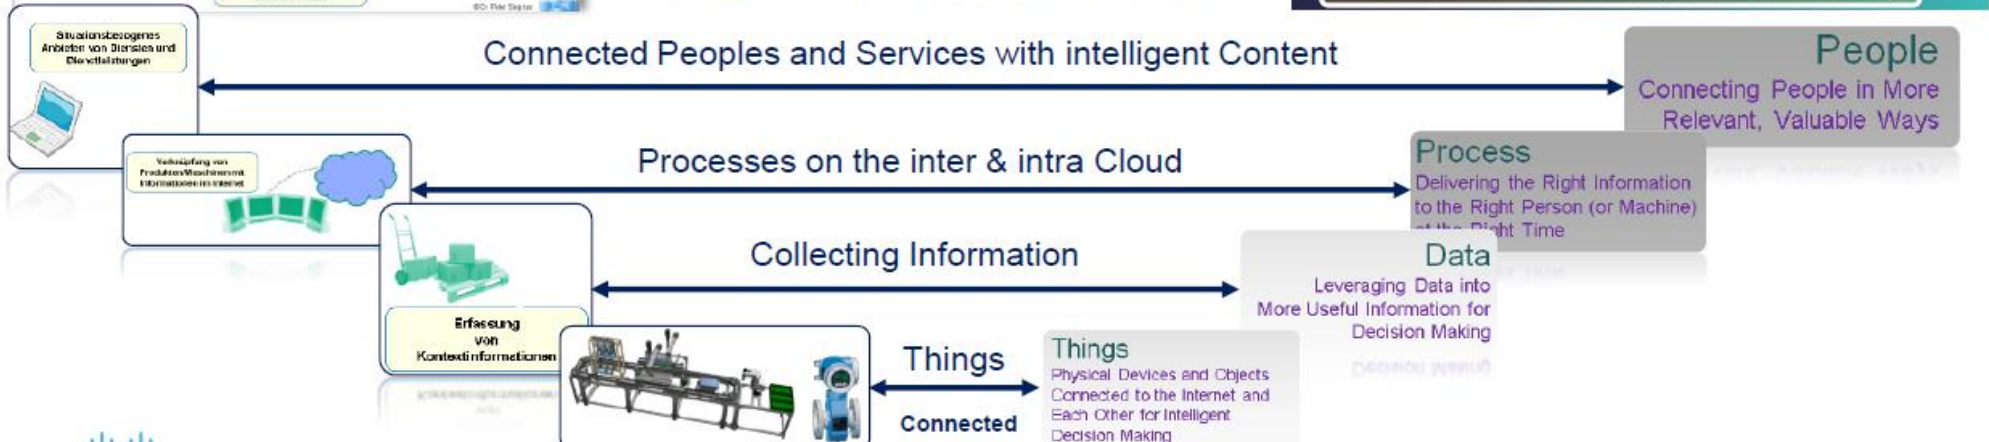 Situationsbezogenes
Anbieten von Diensten und
Dienstleistungen
Connected Peoples and Services with intelligent Content
People
Connecting People in More
Relevant, Valuable Ways
Verknüpfung von
Produkten/Maschinen mit
Informationen im Internet
Processes on the inter & intra Cloud
Process
Delivering the Right Information
to the Right Person (or Machine)
at the Right Time
Collecting Information
Data
Leveraging Data into
More Useful Information for
Decision Making
Erfassung
von
Kontextinformationen
Things
Connected
Things
Physical Devices and Objects
Connected to the Internet and
Each Other for Intelligent
Decision Making